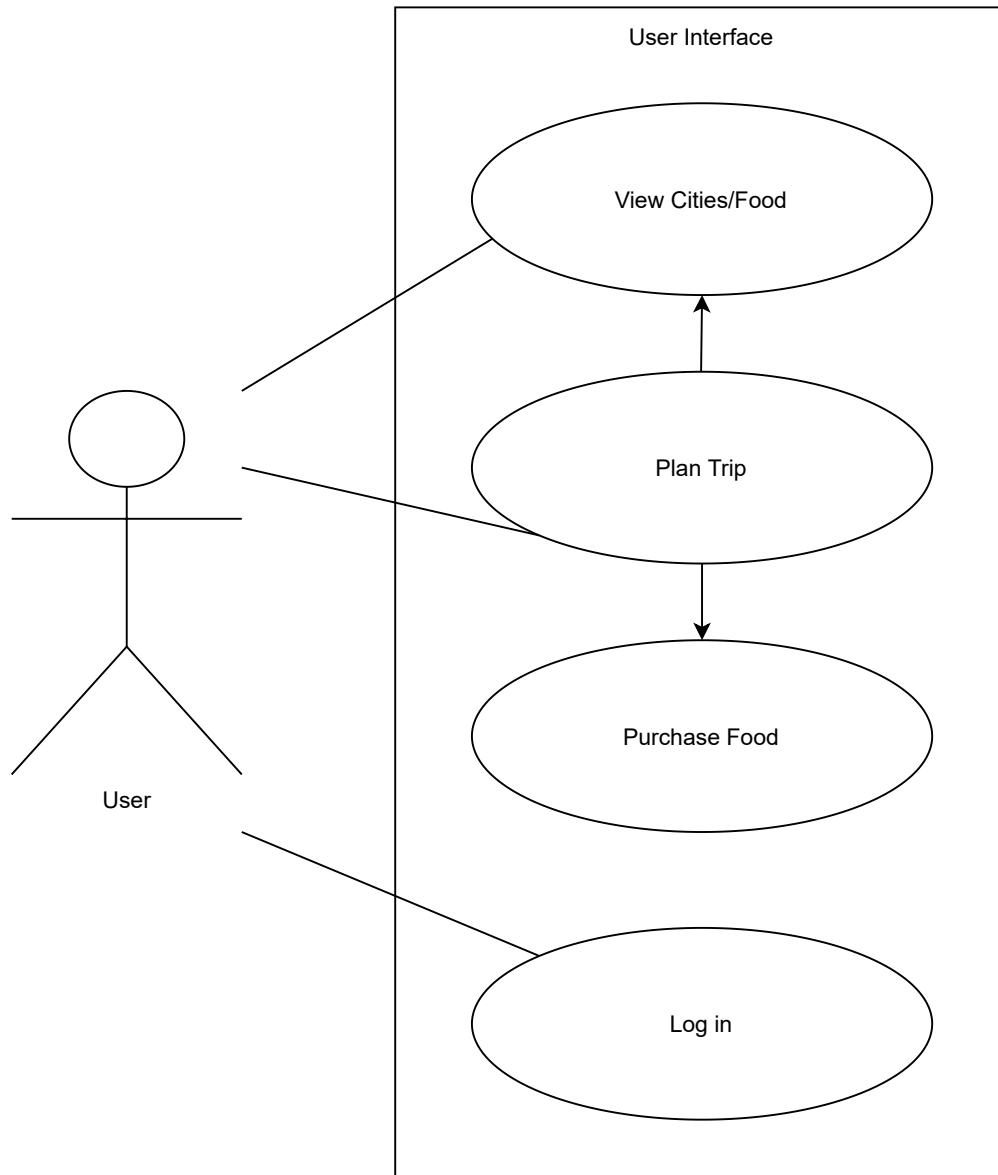 User Interface
View Cities/Food
Plan Trip
Purchase Food
User
Log in